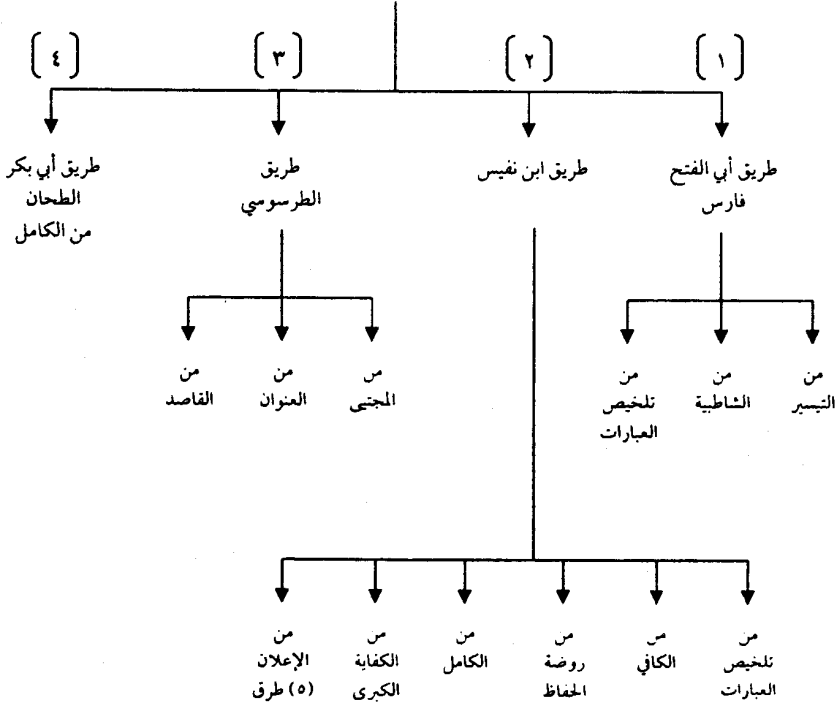 [ ١ ]
[ ٢ ]
[ ٣ ]
[ ٤ ]
طريق أبي الفتح
فارس
طريق ابن نفيس
طريق
الطرسوسي
طريق أبي بكر
الطحان
من الكامل
من
التيسير
من
الشاطبية
من
تلخيص
العبارات
من
المجتبى
من
العنوان
من
القاصد
من
تلخيص
العبارات
من
الكافي
من
روضة
الحفاظ
من
الكامل
من
الكفاية
الكبرى
من
الإعلان
(٥) طرق